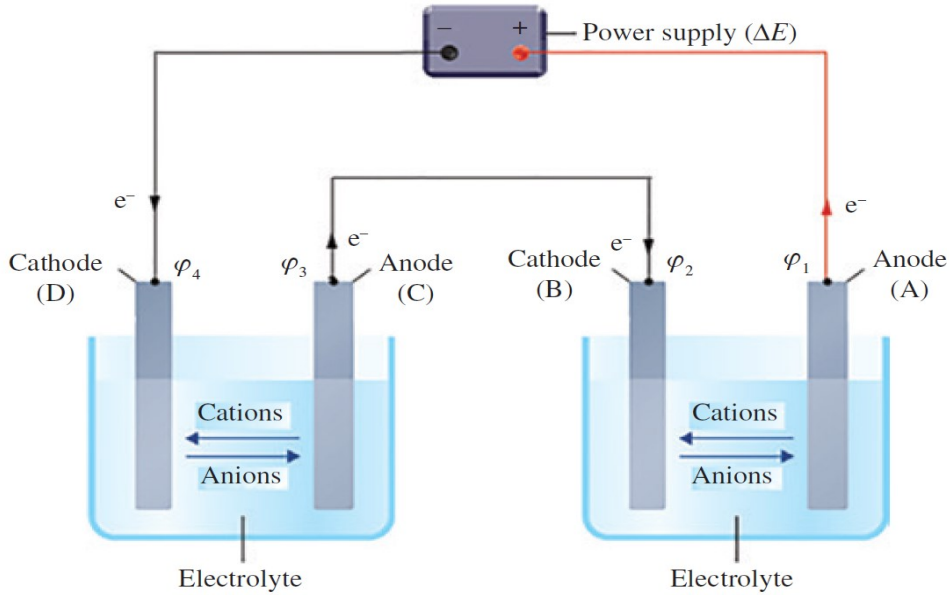 − +
Power supply (ΔE)
e⁻
e⁻
e⁻
e⁻
Cathode
(D)
φ₄
φ₃
Anode
(C)
Cathode
(B)
φ₂
φ₁
Anode
(A)
Cations
Anions
Cations
Anions
Electrolyte
Electrolyte